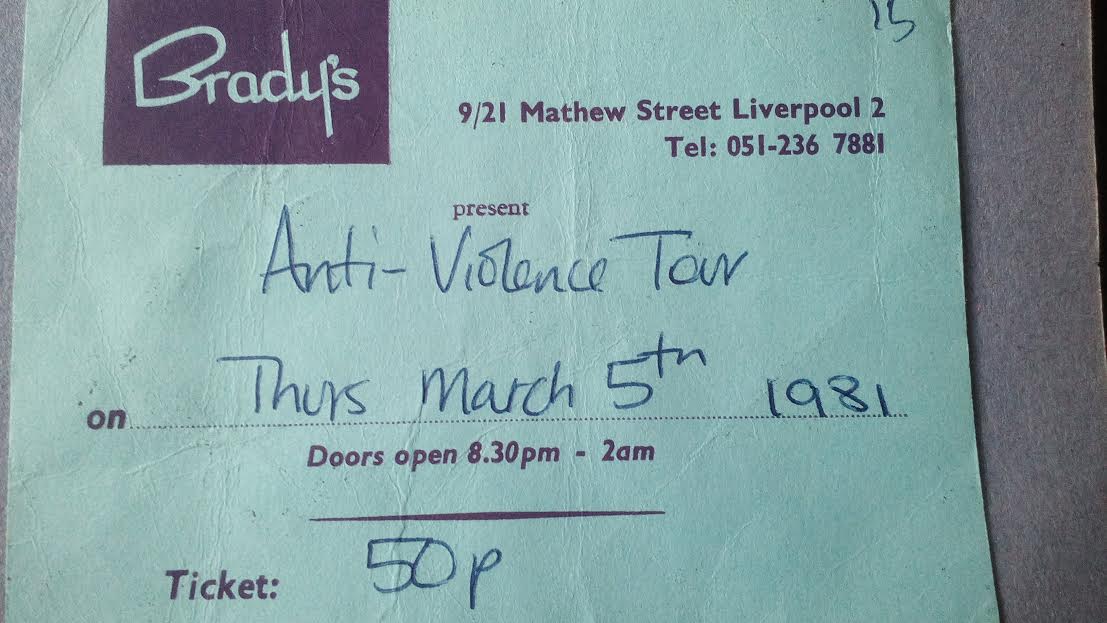 15
Brady's
9/21 Mathew Street Liverpool 2
Tel: 051-236 7881
present
Anti-Violence Tour
on Thurs March 5th 1981
Doors open 8.30pm - 2am
Ticket: 50p